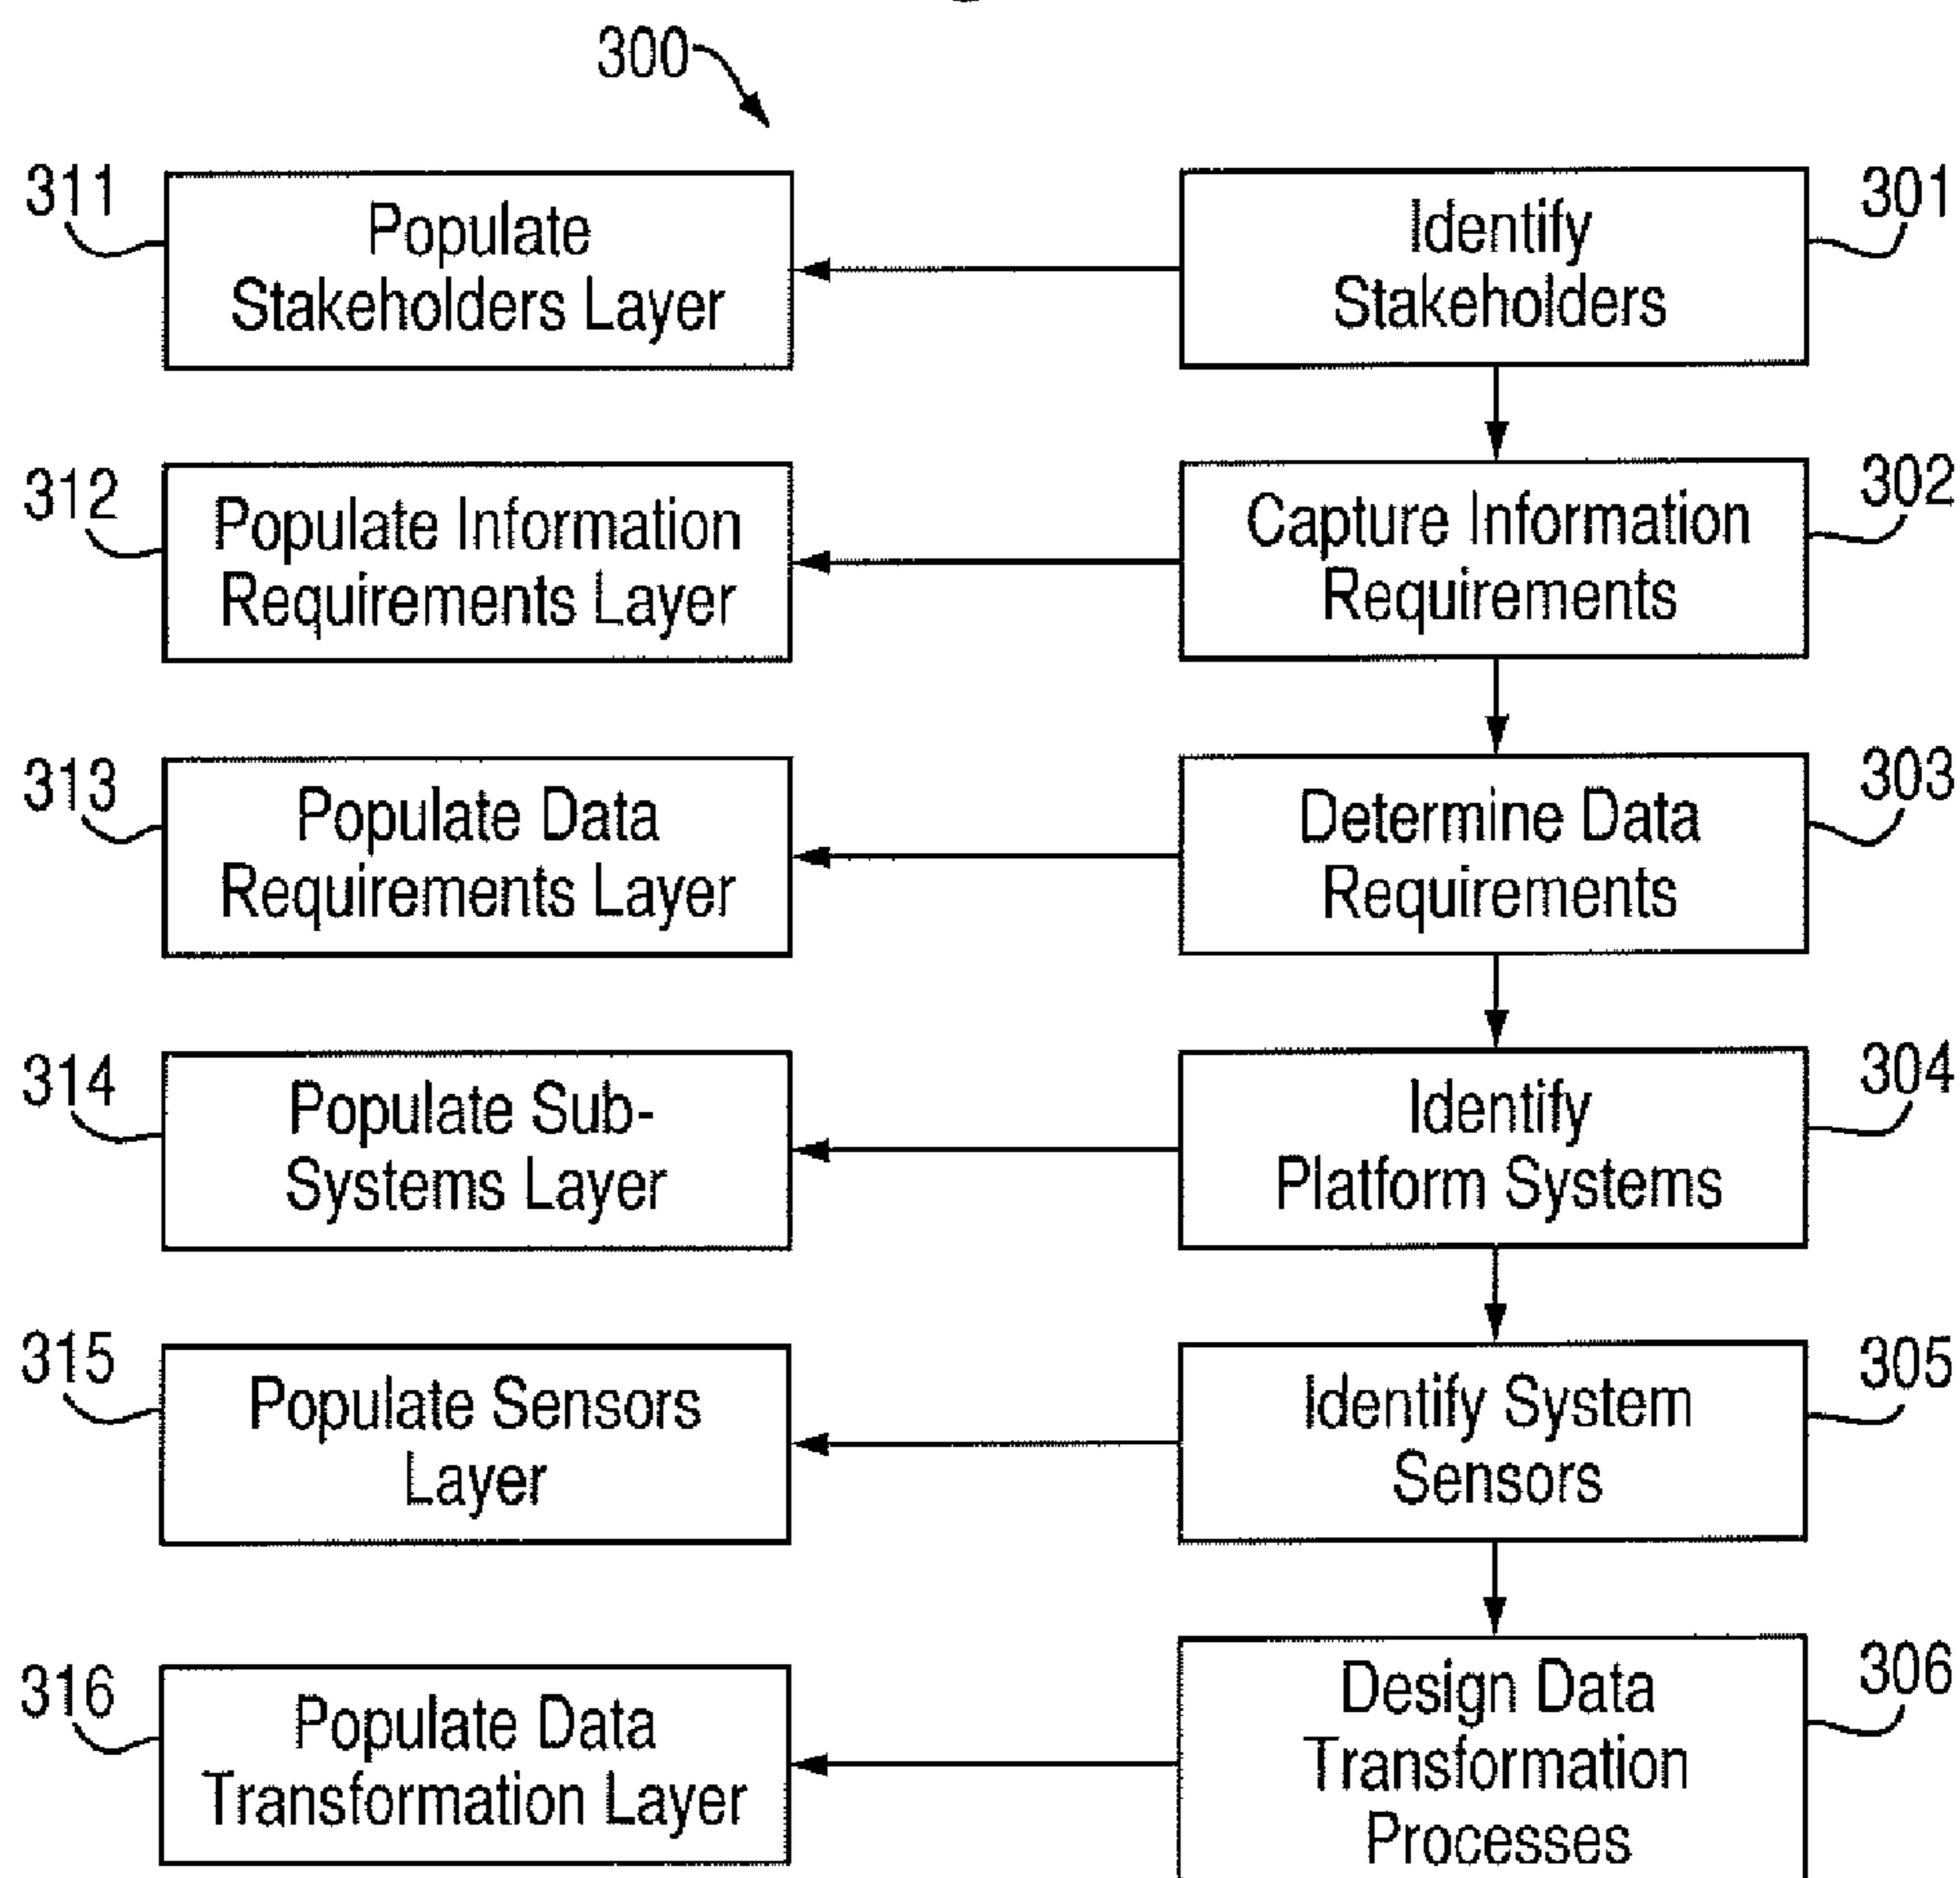 300
311
Populate
Stakeholders Layer
Identify
Stakeholders
301
312
Populate Information
Requirements Layer
Capture Information
Requirements
302
313
Populate Data
Requirements Layer
Determine Data
Requirements
303
314
Populate Sub-
Systems Layer
Identify
Platform Systems
304
315
Populate Sensors
Layer
Identify System
Sensors
305
316
Populate Data
Transformation Layer
Design Data
Transformation
Processes
306